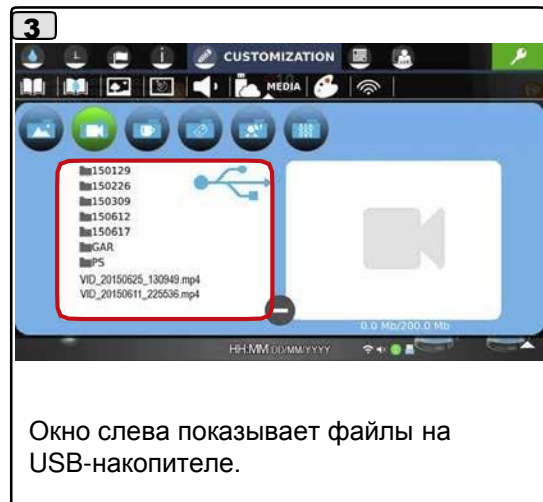 3
CUSTOMIZATION
MEDIA
150129
150226
150309
150612
150617
GAR
PS
VID_20150625_130949.mp4
VID_20150611_225536.mp4
0.0 Mb/200.0 Mb
HH:MM DD/MM/YYYY
Окно слева показывает файлы на
USB-накопителе.